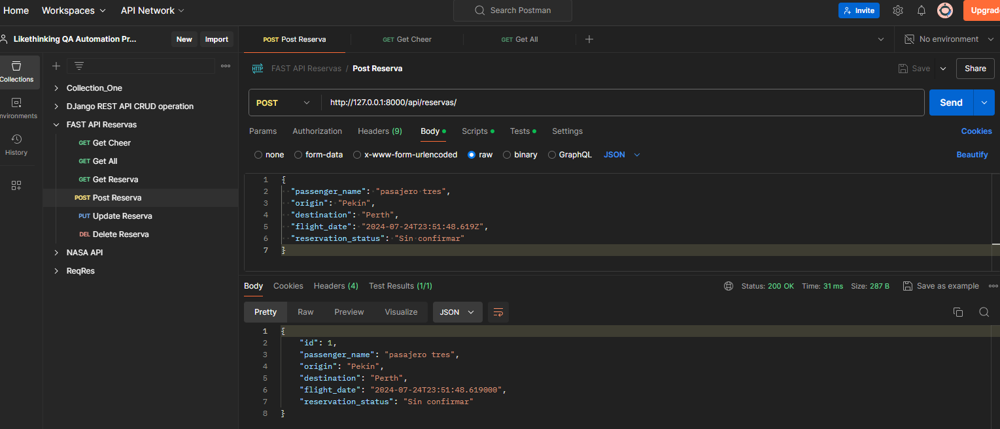 Home Workspaces API Network Search Postman Invite Upgrade
Likethinking QA Automation Pr... New Import POST Post Reserva GET Get Cheer GET Get All No environment
Collections
Environments
History
Collection_One
DJango REST API CRUD operation
FAST API Reservas
GET Get Cheer
GET Get All
GET Get Reserva
POST Post Reserva
PUT Update Reserva
DEL Delete Reserva
NASA API
ReqRes
HTTP FAST API Reservas / Post Reserva Save Share
POST http://127.0.0.1:8000/api/reservas/ Send
Params Authorization Headers (9) Body Scripts Tests Settings Cookies
none form-data x-www-form-urlencoded raw binary GraphQL JSON Beautify
1 {
2 "passenger_name": "pasajero tres",
3 "origin": "Pekín",
4 "destination": "Perth",
5 "flight_date": "2024-07-24T23:51:48.619Z",
6 "reservation_status": "Sin confirmar"
7 }
Body Cookies Headers (4) Test Results (1/1) Status: 200 OK Time: 31 ms Size: 287 B Save as example
Pretty Raw Preview Visualize JSON
1 {
2 "id": 1,
3 "passenger_name": "pasajero tres",
4 "origin": "Pekín",
5 "destination": "Perth",
6 "flight_date": "2024-07-24T23:51:48.619000",
7 "reservation_status": "Sin confirmar"
8 }